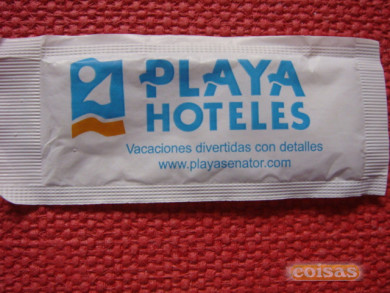 PLAYA
HOTELES
Vacaciones divertidas con detalles
www.playasenator.com
coisas